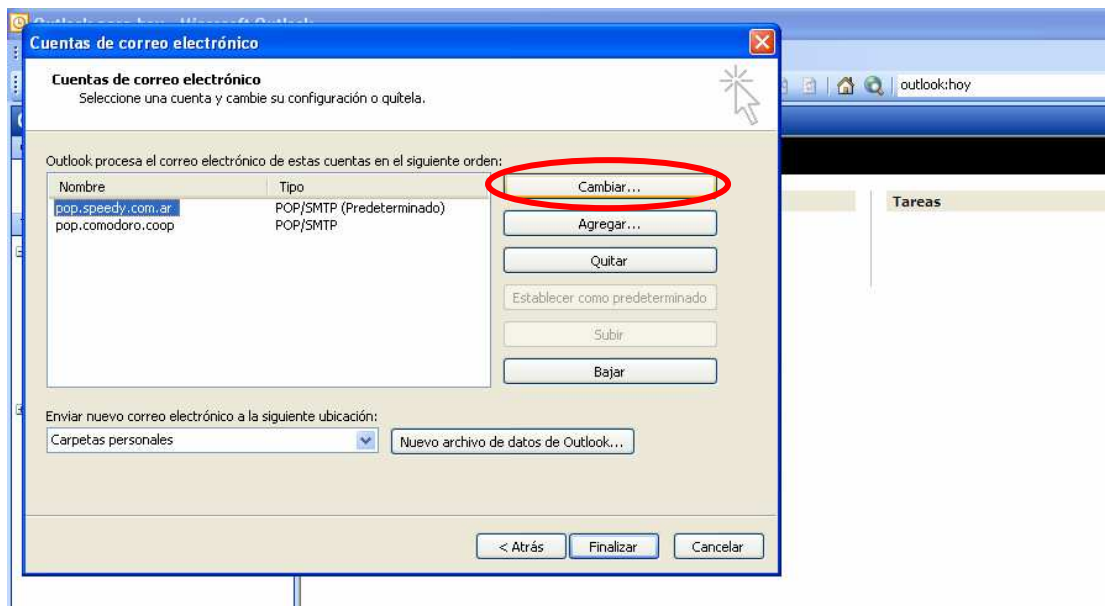 Cuentas de correo electrónico
Cuentas de correo electrónico
Seleccione una cuenta y cambie su configuración o quítela.
outlook:hoy
Outlook procesa el correo electrónico de estas cuentas en el siguiente orden:
Nombre Tipo
pop.speedy.com.ar POP/SMTP (Predeterminado)
pop.comodoro.coop POP/SMTP
Cambiar...
Agregar...
Quitar
Establecer como predeterminado
Subir
Bajar
Tareas
Enviar nuevo correo electrónico a la siguiente ubicación:
Carpetas personales Nuevo archivo de datos de Outlook...
< Atrás Finalizar Cancelar